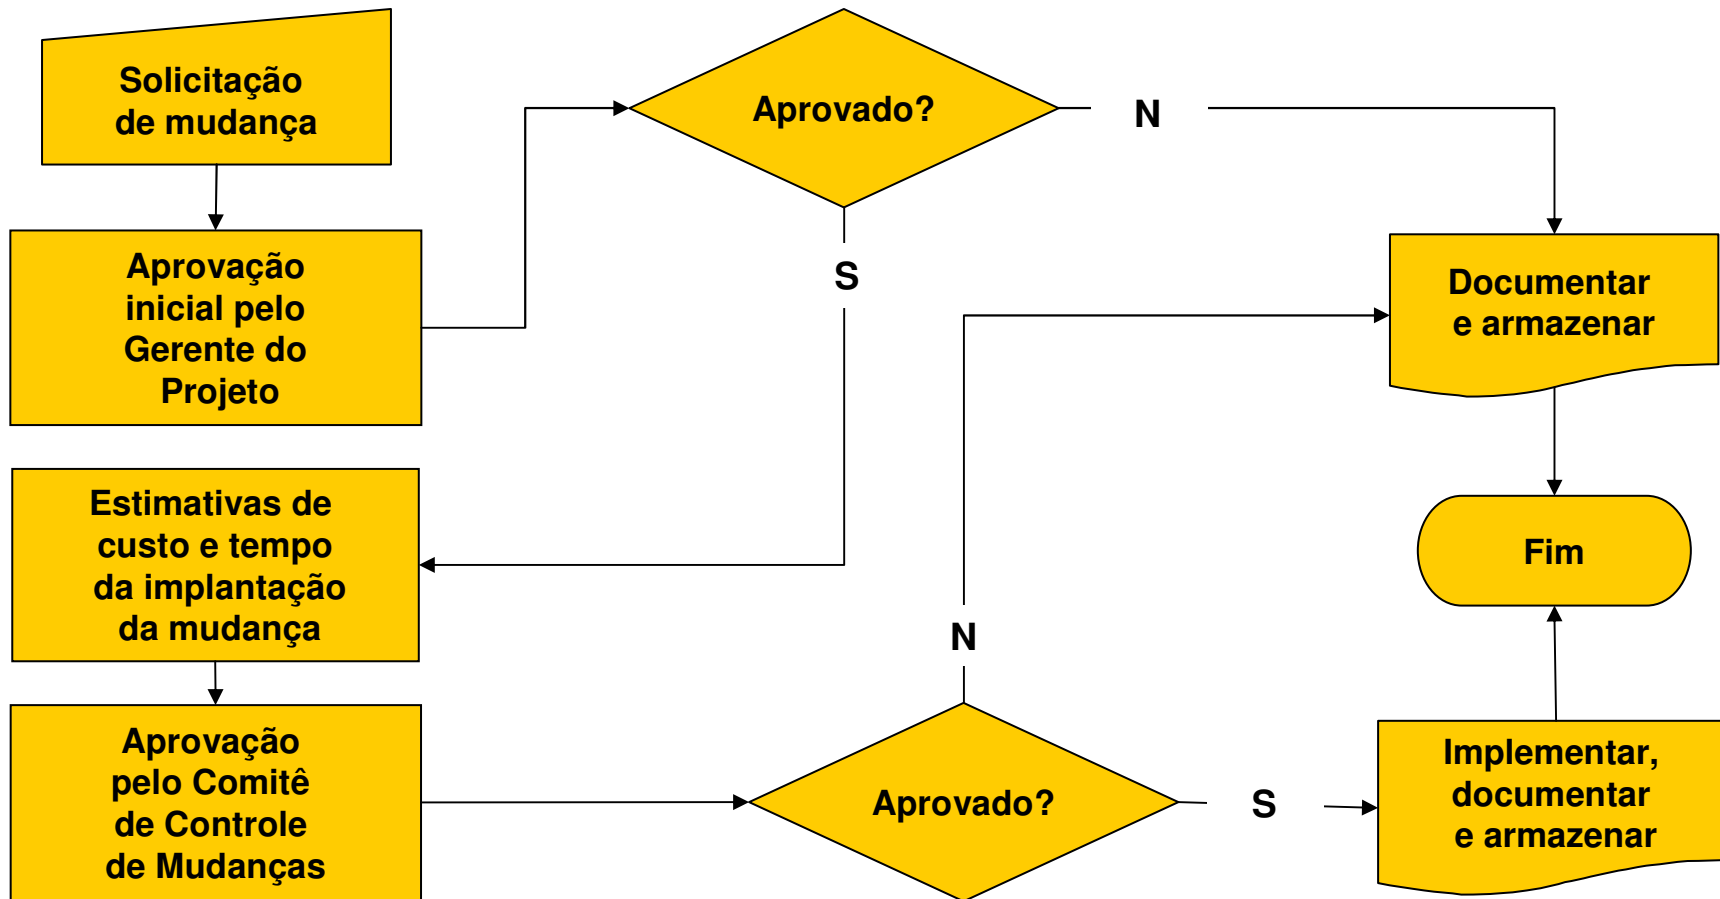 Solicitação
de mudança
Aprovado?
N
Aprovação
inicial pelo
Gerente do
Projeto
S
Documentar
e armazenar
Estimativas de
custo e tempo
da implantação
da mudança
Fim
N
Aprovação
pelo Comitê
de Controle
de Mudanças
Aprovado?
S
Implementar,
documentar
e armazenar